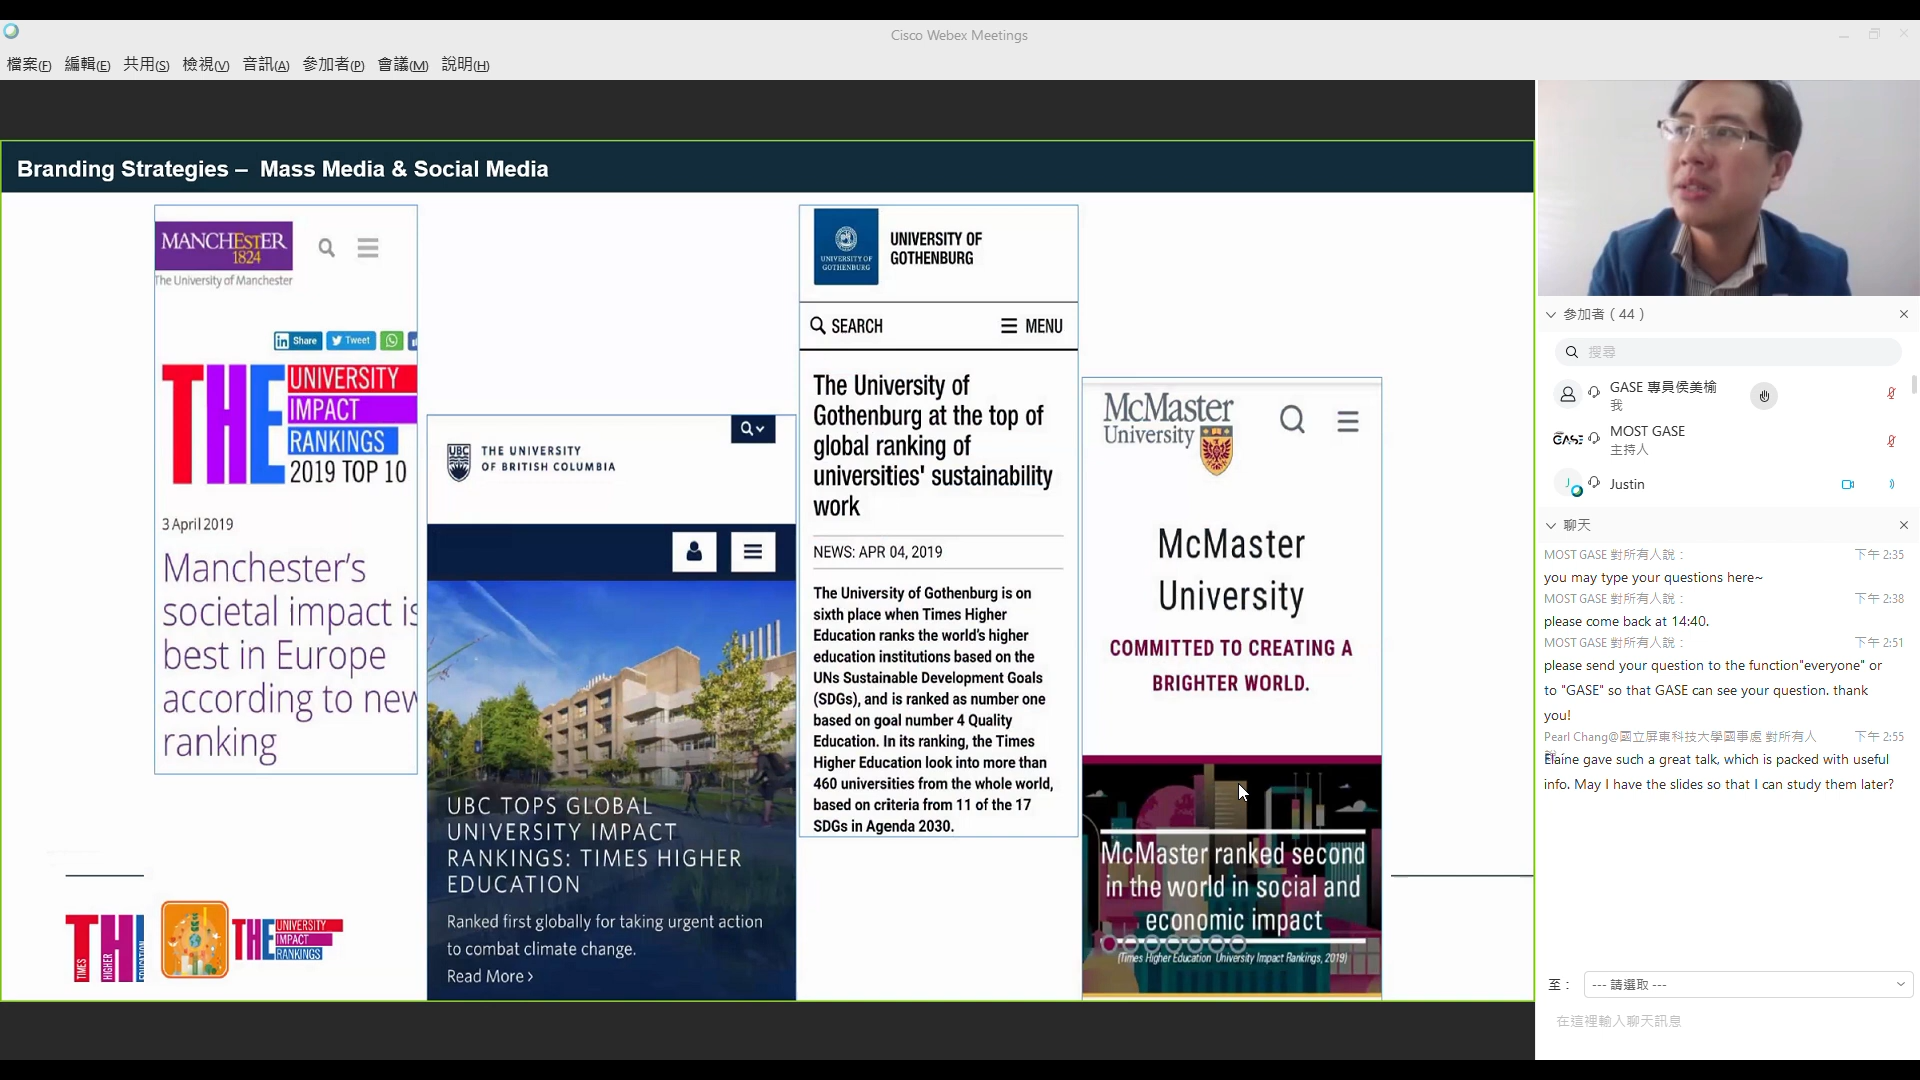 Cisco Webex Meetings
檔案(F) 編輯(E) 共用(S) 檢視(V) 音訊(A) 參加者(P) 會議(M) 說明(H)
Branding Strategies – Mass Media & Social Media
MANCHESTER
1824
The University of Manchester
Share
Tweet
THE
UNIVERSITY
IMPACT
RANKINGS
2019 TOP 10
3 April 2019
Manchester's
societal impact is
best in Europe
according to new
ranking
TIMES
HIGHER
EDUCATION
THE
UNIVERSITY
IMPACT
RANKINGS
UBC
THE UNIVERSITY
OF BRITISH COLUMBIA
UBC TOPS GLOBAL
UNIVERSITY IMPACT
RANKINGS: TIMES HIGHER
EDUCATION
Ranked first globally for taking urgent action
to combat climate change.
Read More >
UNIVERSITY OF
GOTHENBURG
UNIVERSITY OF
GOTHENBURG
SEARCH
MENU
The University of
Gothenburg at the top of
global ranking of
universities' sustainability
work
NEWS: APR 04, 2019
The University of Gothenburg is on
sixth place when Times Higher
Education ranks the world's higher
education institutions based on the
UNs Sustainable Development Goals
(SDGs), and is ranked as number one
based on goal number 4 Quality
Education. In its ranking, the Times
Higher Education look into more than
460 universities from the whole world,
based on criteria from 11 of the 17
SDGs in Agenda 2030.
McMaster
University
McMaster
University
COMMITTED TO CREATING A
BRIGHTER WORLD.
McMaster ranked second
in the world in social and
economic impact
(Times Higher Education University Impact Rankings, 2019)
參加者 ( 44 )
搜尋
GASE 專員侯美榆
我
GASE
MOST GASE
主持人
J
Justin
聊天
MOST GASE 對所有人說： 下午 2:35
you may type your questions here~
MOST GASE 對所有人說： 下午 2:38
please come back at 14:40.
MOST GASE 對所有人說： 下午 2:51
please send your question to the function"everyone" or
to "GASE" so that GASE can see your question. thank
you!
Pearl Chang@國立屏東科技大學國事處 對所有人 下午 2:55
Elaine gave such a great talk, which is packed with useful
info. May I have the slides so that I can study them later?
至： --- 請選取 ---
在這裡輸入聊天訊息